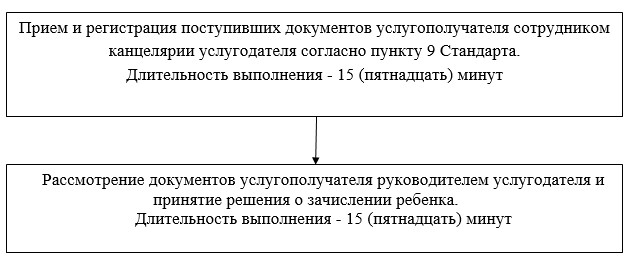 Прием и регистрация поступивших документов услугополучателя сотрудником
канцелярии услугодателя согласно пункту 9 Стандарта.
Длительность выполнения - 15 (пятнадцать) минут
Рассмотрение документов услугополучателя руководителем услугодателя и
принятие решения о зачислении ребенка.
Длительность выполнения - 15 (пятнадцать) минут